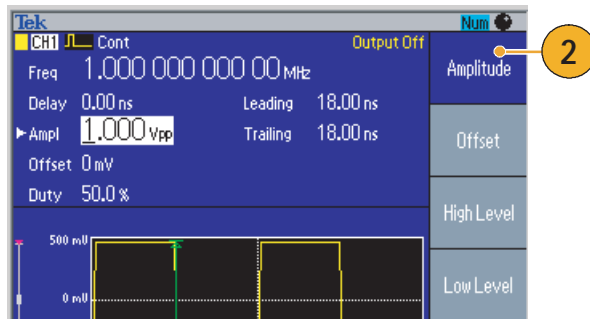 Tek Num
CH1 Cont Output Off
Freq 1.000 000 000 00 MHz
Delay 0.00 ns Leading 18.00 ns
Ampl 1.000 Vpp Trailing 18.00 ns
Offset 0 mV
Duty 50.0 %
500 mV
0 mV
Amplitude
Offset
High Level
Low Level
2